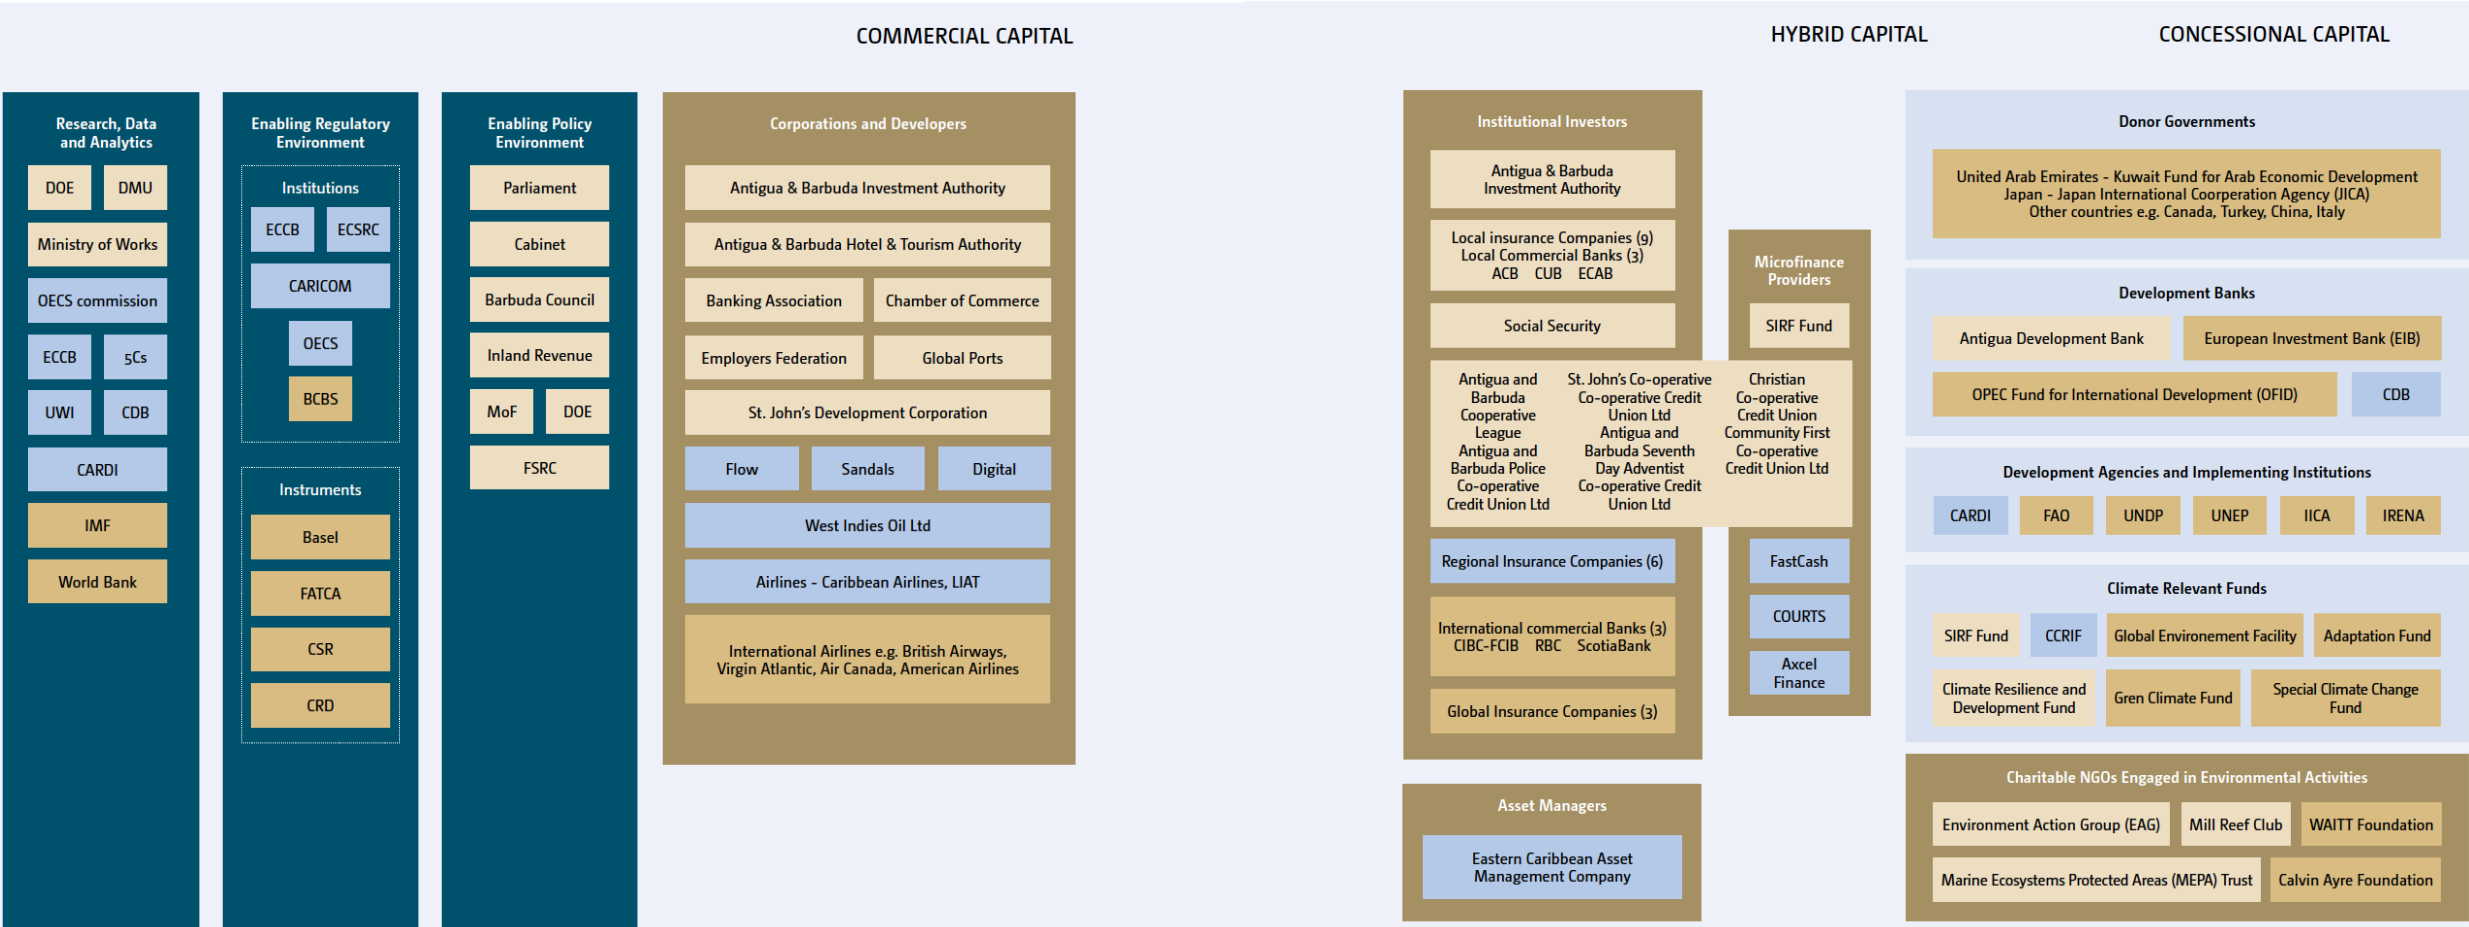 COMMERCIAL CAPITAL
HYBRID CAPITAL
CONCESSIONAL CAPITAL
Research, Data
and Analytics
DOE
DMU
Ministry of Works
OECS commission
ECCB
5Cs
UWI
CDB
CARDI
IMF
World Bank
Enabling Regulatory
Environment
Institutions
ECCB
ECSRC
CARICOM
OECS
BCBS
Instruments
Basel
FATCA
CSR
CRD
Enabling Policy
Environment
Parliament
Cabinet
Barbuda Council
Inland Revenue
MoF
DOE
FSRC
Corporations and Developers
Antigua & Barbuda Investment Authority
Antigua & Barbuda Hotel & Tourism Authority
Banking Association
Chamber of Commerce
Employers Federation
Global Ports
St. John's Development Corporation
Flow
Sandals
Digital
West Indies Oil Ltd
Airlines - Caribbean Airlines, LIAT
International Airlines e.g. British Airways,
Virgin Atlantic, Air Canada, American Airlines
Institutional Investors
Antigua & Barbuda
Investment Authority
Local insurance Companies (9)
Local Commercial Banks (3)
ACB CUB ECAB
Social Security
Antigua and
Barbuda
Cooperative
League
Antigua and
Barbuda Police
Co-operative
Credit Union Ltd
St. John's Co-operative
Co-operative Credit
Union Ltd
Antigua and
Barbuda Seventh
Day Adventist
Co-operative Credit
Union Ltd
Christian
Co-operative
Credit Union
Community First
Co-operative
Credit Union Ltd
Regional Insurance Companies (6)
International commercial Banks (3)
CIBC-FCIB RBC ScotiaBank
Global Insurance Companies (3)
Asset Managers
Eastern Caribbean Asset
Management Company
Microfinance
Providers
SIRF Fund
FastCash
COURTS
Axcel
Finance
Donor Governments
United Arab Emirates - Kuwait Fund for Arab Economic Development
Japan - Japan International Coorperation Agency (JICA)
Other countries e.g. Canada, Turkey, China, Italy
Development Banks
Antigua Development Bank
European Investment Bank (EIB)
OPEC Fund for International Development (OFID)
CDB
Development Agencies and Implementing Institutions
CARDI
FAO
UNDP
UNEP
IICA
IRENA
Climate Relevant Funds
SIRF Fund
CCRIF
Global Environement Facility
Adaptation Fund
Climate Resilience and
Development Fund
Gren Climate Fund
Special Climate Change
Fund
Charitable NGOs Engaged in Environmental Activities
Environment Action Group (EAG)
Mill Reef Club
WAITT Foundation
Marine Ecosystems Protected Areas (MEPA) Trust
Calvin Ayre Foundation